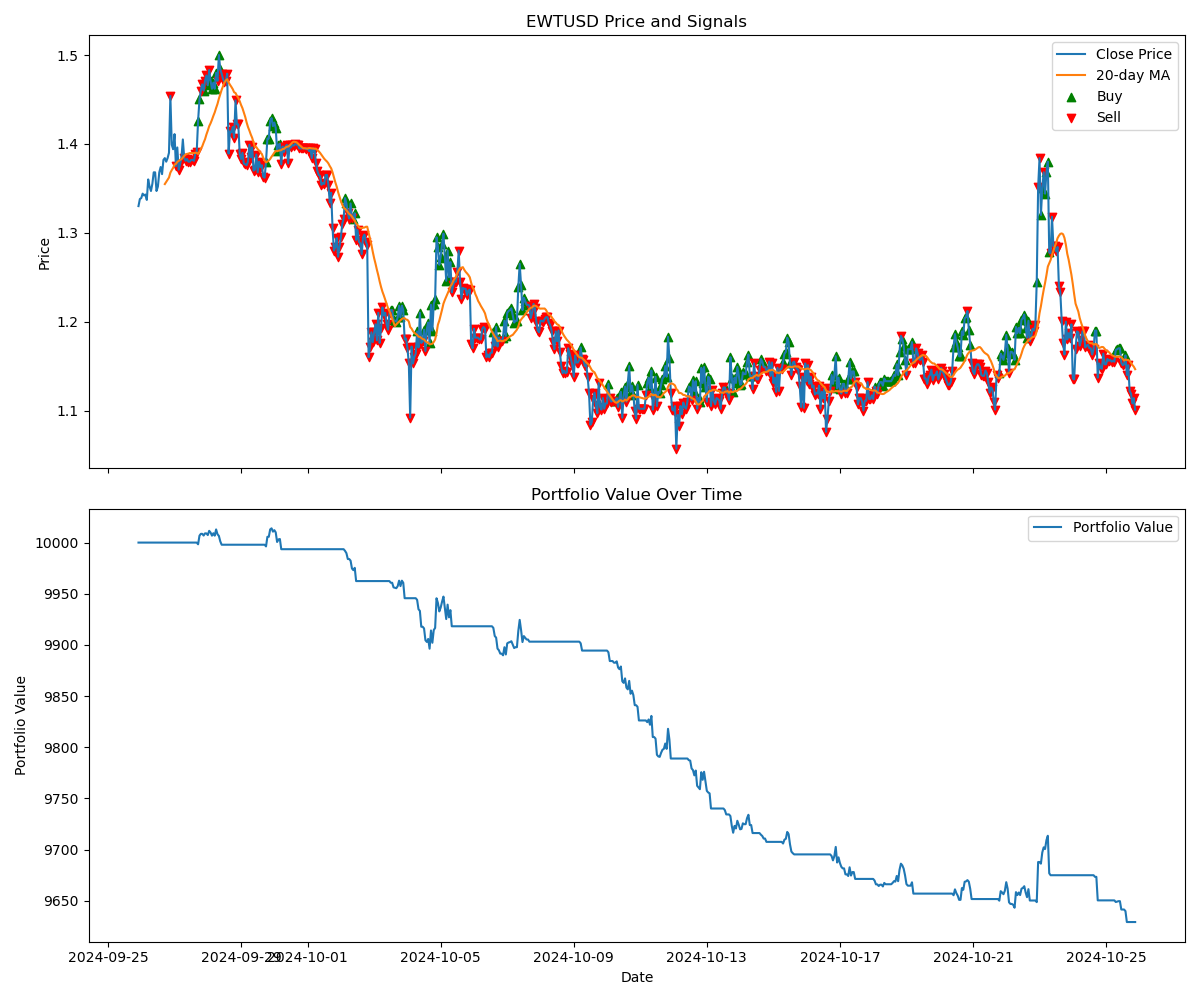 EWTUSD Price and Signals
Price
1.5
1.4
1.3
1.2
1.1
Close Price
20-day MA
Buy
Sell
Portfolio Value Over Time
Portfolio Value
10000
9950
9900
9850
9800
9750
9700
9650
Portfolio Value
2024-09-25
2024-09-29
2024-10-01
2024-10-05
2024-10-09
2024-10-13
2024-10-17
2024-10-21
2024-10-25
Date